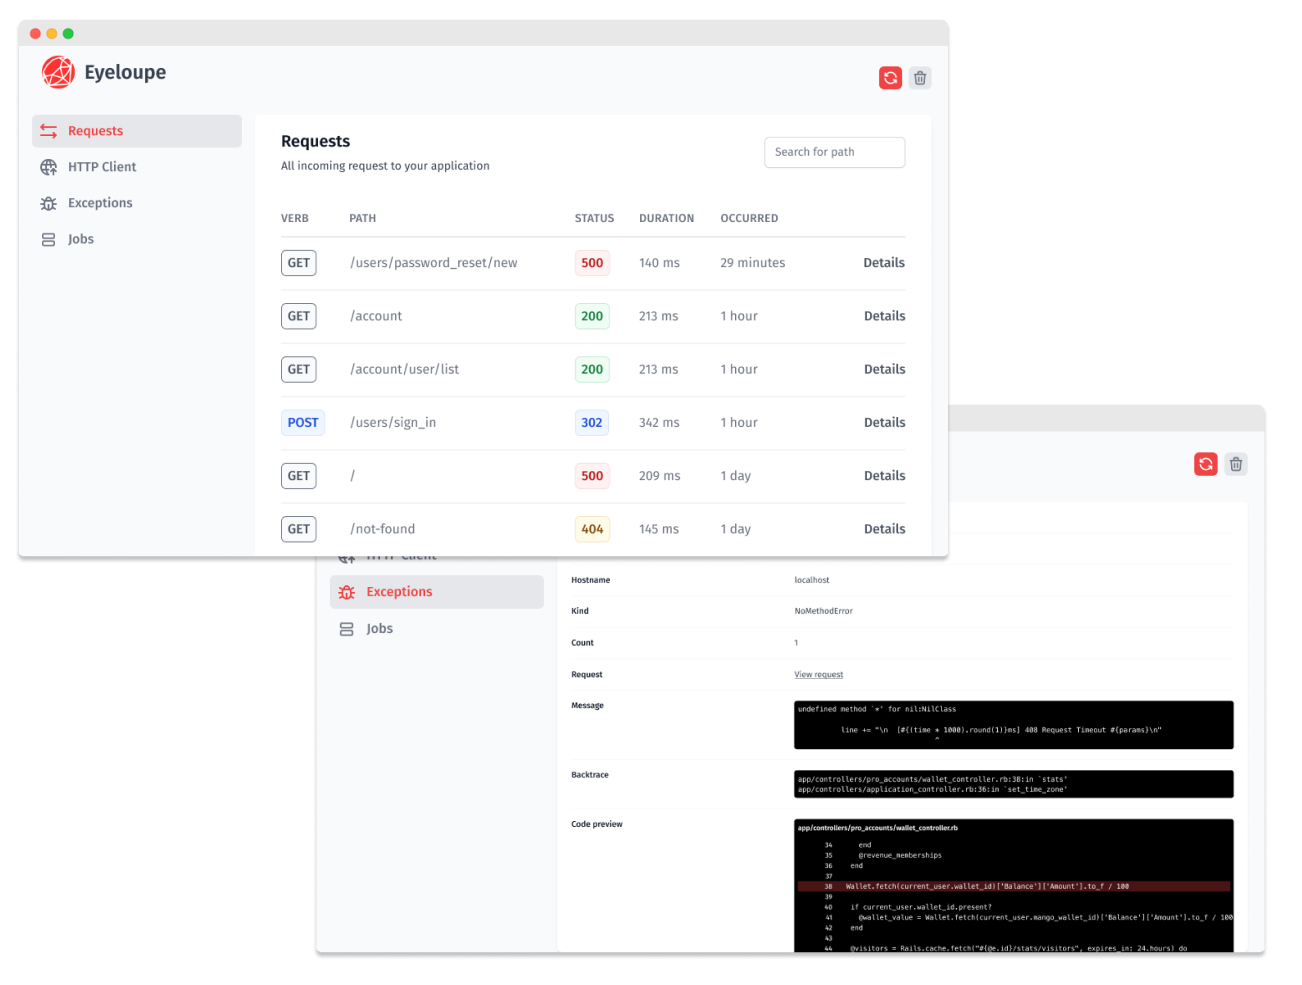 Eyeloupe
Requests
HTTP Client
Exceptions
Jobs
Requests
All incoming request to your application
Search for path
VERB PATH STATUS DURATION OCCURRED
GET /users/password_reset/new 500 140 ms 29 minutes Details
GET /account 200 213 ms 1 hour Details
GET /account/user/list 200 213 ms 1 hour Details
POST /users/sign_in 302 342 ms 1 hour Details
GET / 500 209 ms 1 day Details
GET /not-found 404 145 ms 1 day Details
HTTP Client
Exceptions
Jobs
Hostname localhost
Kind NoMethodError
Count 1
Request View request
Message
undefined method `*' for nil:NilClass
line += "\n  [#{(time * 1000).round(1)}ms] 408 Request Timeout #{params}\n"
^
Backtrace
app/controllers/pro_accounts/wallet_controller.rb:38:in `stats'
app/controllers/application_controller.rb:36:in `set_time_zone'
Code preview
app/controllers/pro_accounts/wallet_controller.rb
34 end
35 @revenue_memberships
36 end
37
38 Wallet.fetch(current_user.wallet_id)['Balance']['Amount'].to_f / 100
39
40 if current_user.wallet_id.present?
41 @wallet_value = Wallet.fetch(current_user.mango_wallet_id)['Balance']['Amount'].to_f / 100
42 end
43
44 @visitors = Rails.cache.fetch("#{@e.id}/stats/visitors", expires_in: 24.hours) do